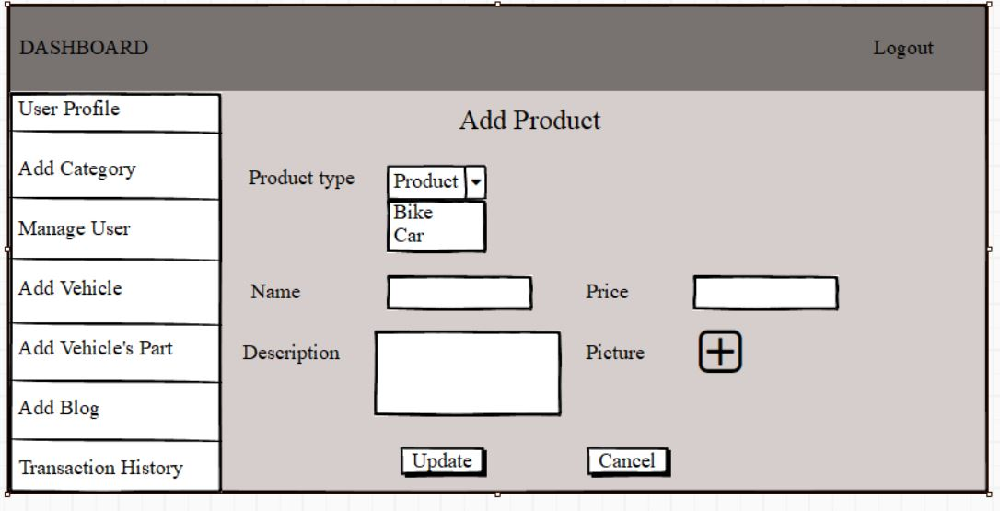 DASHBOARD
Logout
User Profile
Add Category
Manage User
Add Vehicle
Add Vehicle's Part
Add Blog
Transaction History
Add Product
Product type
Product
Bike
Car
Name
Price
Description
Picture
Update
Cancel